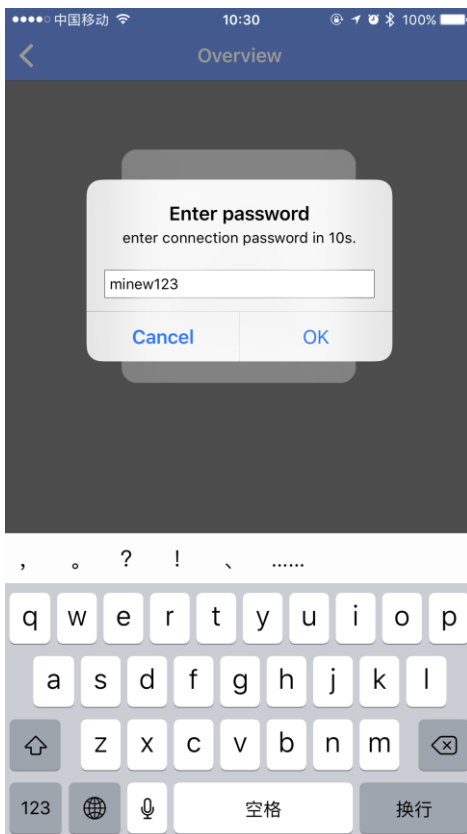 中国移动 10:30 100%
Overview
Enter password
enter connection password in 10s.
minew123
Cancel OK
, 。 ? ! 、 ……
q w e r t y u i o p
a s d f g h j k l
z x c v b n m
123 空格 换行